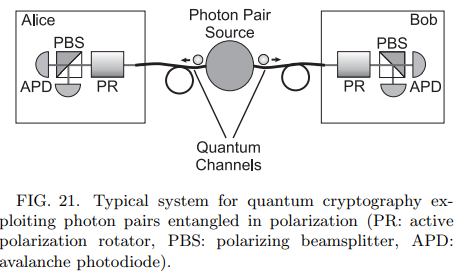 Alice
Photon Pair
Source
Bob
PBS
APD
PR
PBS
PR
APD
Quantum
Channels
FIG. 21. Typical system for quantum cryptography ex-
ploiting photon pairs entangled in polarization (PR: active
polarization rotator, PBS: polarizing beamsplitter, APD:
avalanche photodiode).